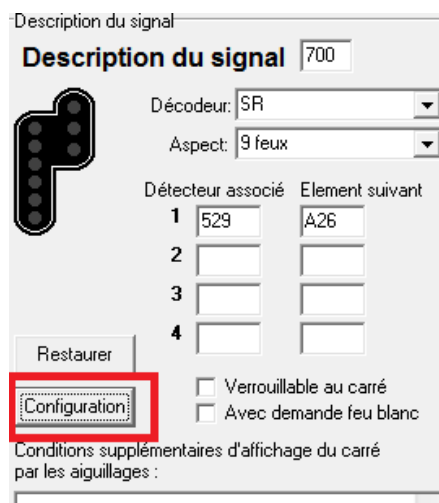 Description du signal
Description du signal 700
Décodeur: SR
Aspect: 9 feux
Détecteur associé Element suivant
1 529 A26
2
3
4
Restaurer
Configuration
Verrouillable au carré
Avec demande feu blanc
Conditions supplémentaires d'affichage du carré
par les aiguillages :